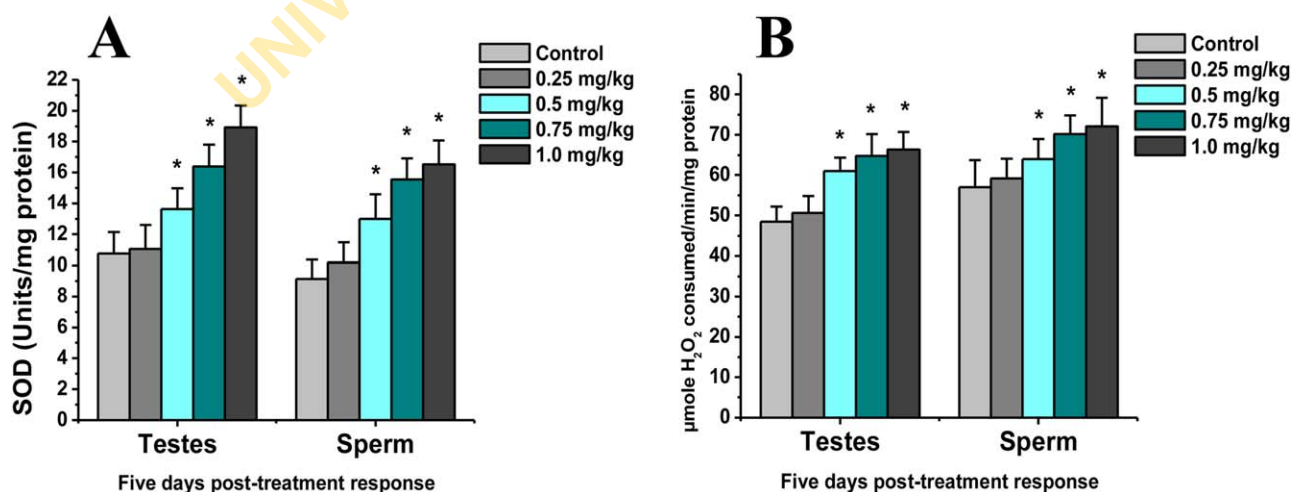 UNIV
A
SOD (Units/mg protein)
22
20
18
16
14
12
10
8
6
4
2
0
* * *
* * *
Testes Sperm
Five days post-treatment response
Control
0.25 mg/kg
0.5 mg/kg
0.75 mg/kg
1.0 mg/kg
B
µmole H₂O₂ consumed/min/mg protein
80
70
60
50
40
30
20
10
0
* * *
* * *
Testes Sperm
Five days post-treatment response
Control
0.25 mg/kg
0.5 mg/kg
0.75 mg/kg
1.0 mg/kg